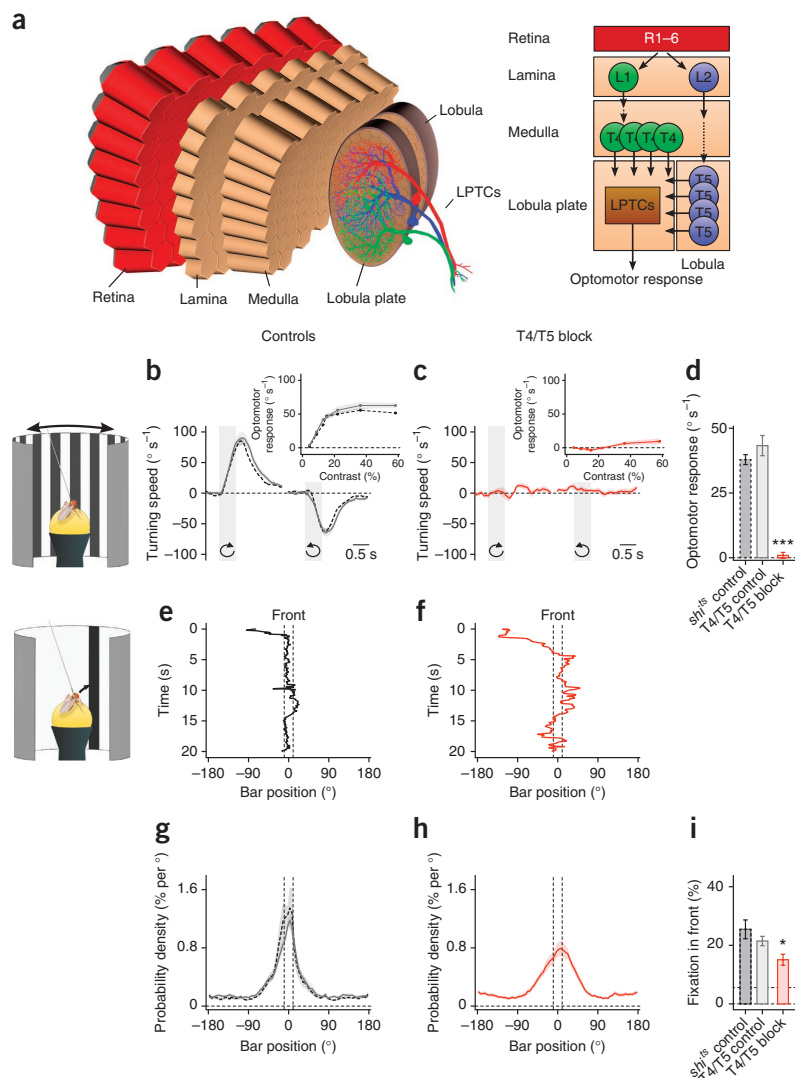 a
Retina
Lamina
Medulla
Lobula plate
Lobula
LPTCs
Retina
R1–6
Lamina
L1
L2
Medulla
T4
T4
T4
T4
Lobula plate
LPTCs
T5
T5
T5
T5
Lobula
Optomotor response
Controls
T4/T5 block
b
Turning speed (° s⁻¹)
100
50
0
−50
−100
0.5 s
Optomotor
response (° s⁻¹)
100
50
0
0 20 40 60
Contrast (%)
c
Turning speed (° s⁻¹)
100
50
0
−50
−100
0.5 s
Optomotor
response (° s⁻¹)
100
50
0
0 20 40 60
Contrast (%)
d
Optomotor response (° s⁻¹)
50
25
0
***
shi^ts control
T4/T5 control
T4/T5 block
e
Front
Time (s)
0
5
10
15
20
−180 −90 0 90 180
Bar position (°)
f
Front
Time (s)
0
5
10
15
20
−180 −90 0 90 180
Bar position (°)
g
Probability density (% per °)
1.6
0.8
0
−180 −90 0 90 180
Bar position (°)
h
Probability density (% per °)
1.6
0.8
0
−180 −90 0 90 180
Bar position (°)
i
Fixation in front (%)
40
20
0
*
shi^ts control
T4/T5 control
T4/T5 block